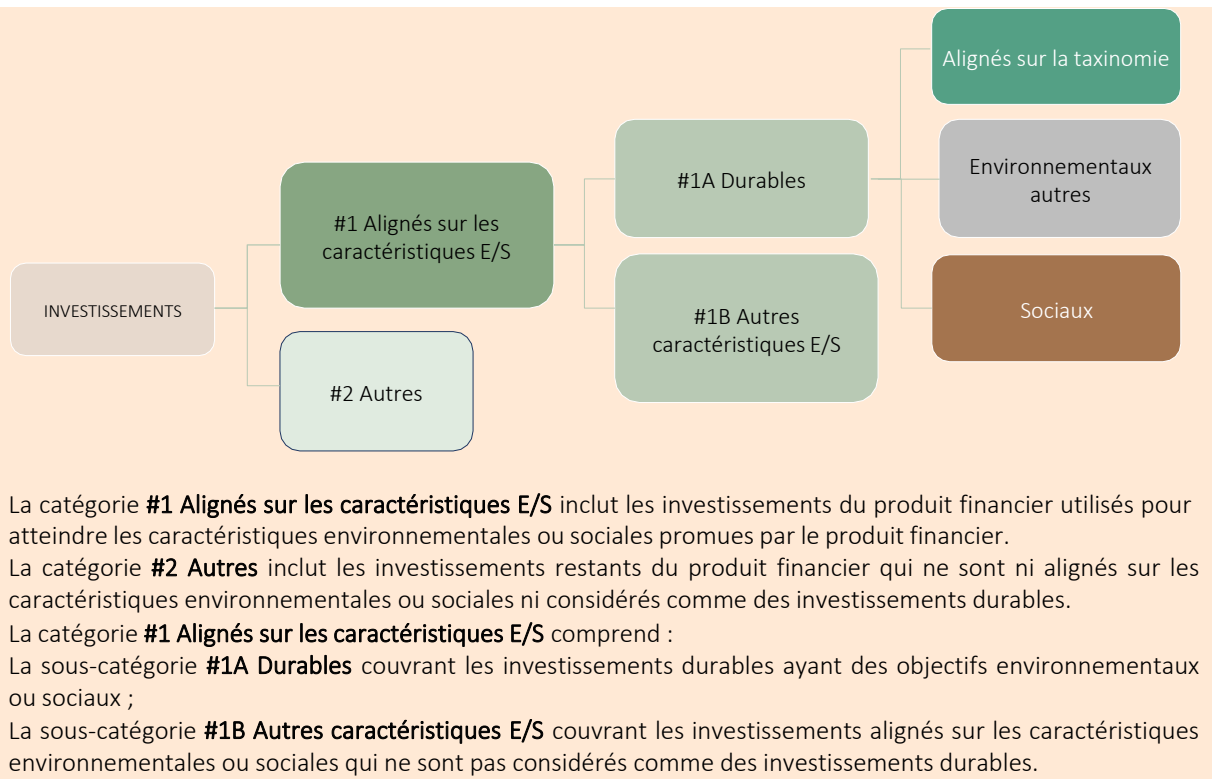 Alignés sur la taxinomie
#1A Durables
Environnementaux
autres
#1 Alignés sur les
caractéristiques E/S
INVESTISSEMENTS
#1B Autres
caractéristiques E/S
Sociaux
#2 Autres
La catégorie #1 Alignés sur les caractéristiques E/S inclut les investissements du produit financier utilisés pour
atteindre les caractéristiques environnementales ou sociales promues par le produit financier.
La catégorie #2 Autres inclut les investissements restants du produit financier qui ne sont ni alignés sur les
caractéristiques environnementales ou sociales ni considérés comme des investissements durables.
La catégorie #1 Alignés sur les caractéristiques E/S comprend :
La sous-catégorie #1A Durables couvrant les investissements durables ayant des objectifs environnementaux
ou sociaux ;
La sous-catégorie #1B Autres caractéristiques E/S couvrant les investissements alignés sur les caractéristiques
environnementales ou sociales qui ne sont pas considérés comme des investissements durables.